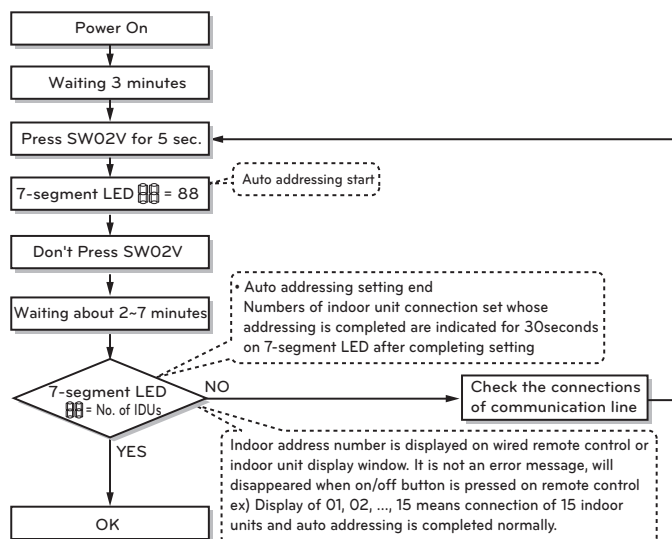 Power On
Waiting 3 minutes
Press SW02V for 5 sec.
7-segment LED 88 = 88
Auto addressing start
Don't Press SW02V
• Auto addressing setting end
Numbers of indoor unit connection set whose
addressing is completed are indicated for 30seconds
on 7-segment LED after completing setting
Waiting about 2~7 minutes
7-segment LED
88 = No. of IDUs
NO
Check the connections
of communication line
YES
Indoor address number is displayed on wired remote control or
indoor unit display window. It is not an error message, will
disappeared when on/off button is pressed on remote control
ex) Display of 01, 02, ..., 15 means connection of 15 indoor
units and auto addressing is completed normally.
OK